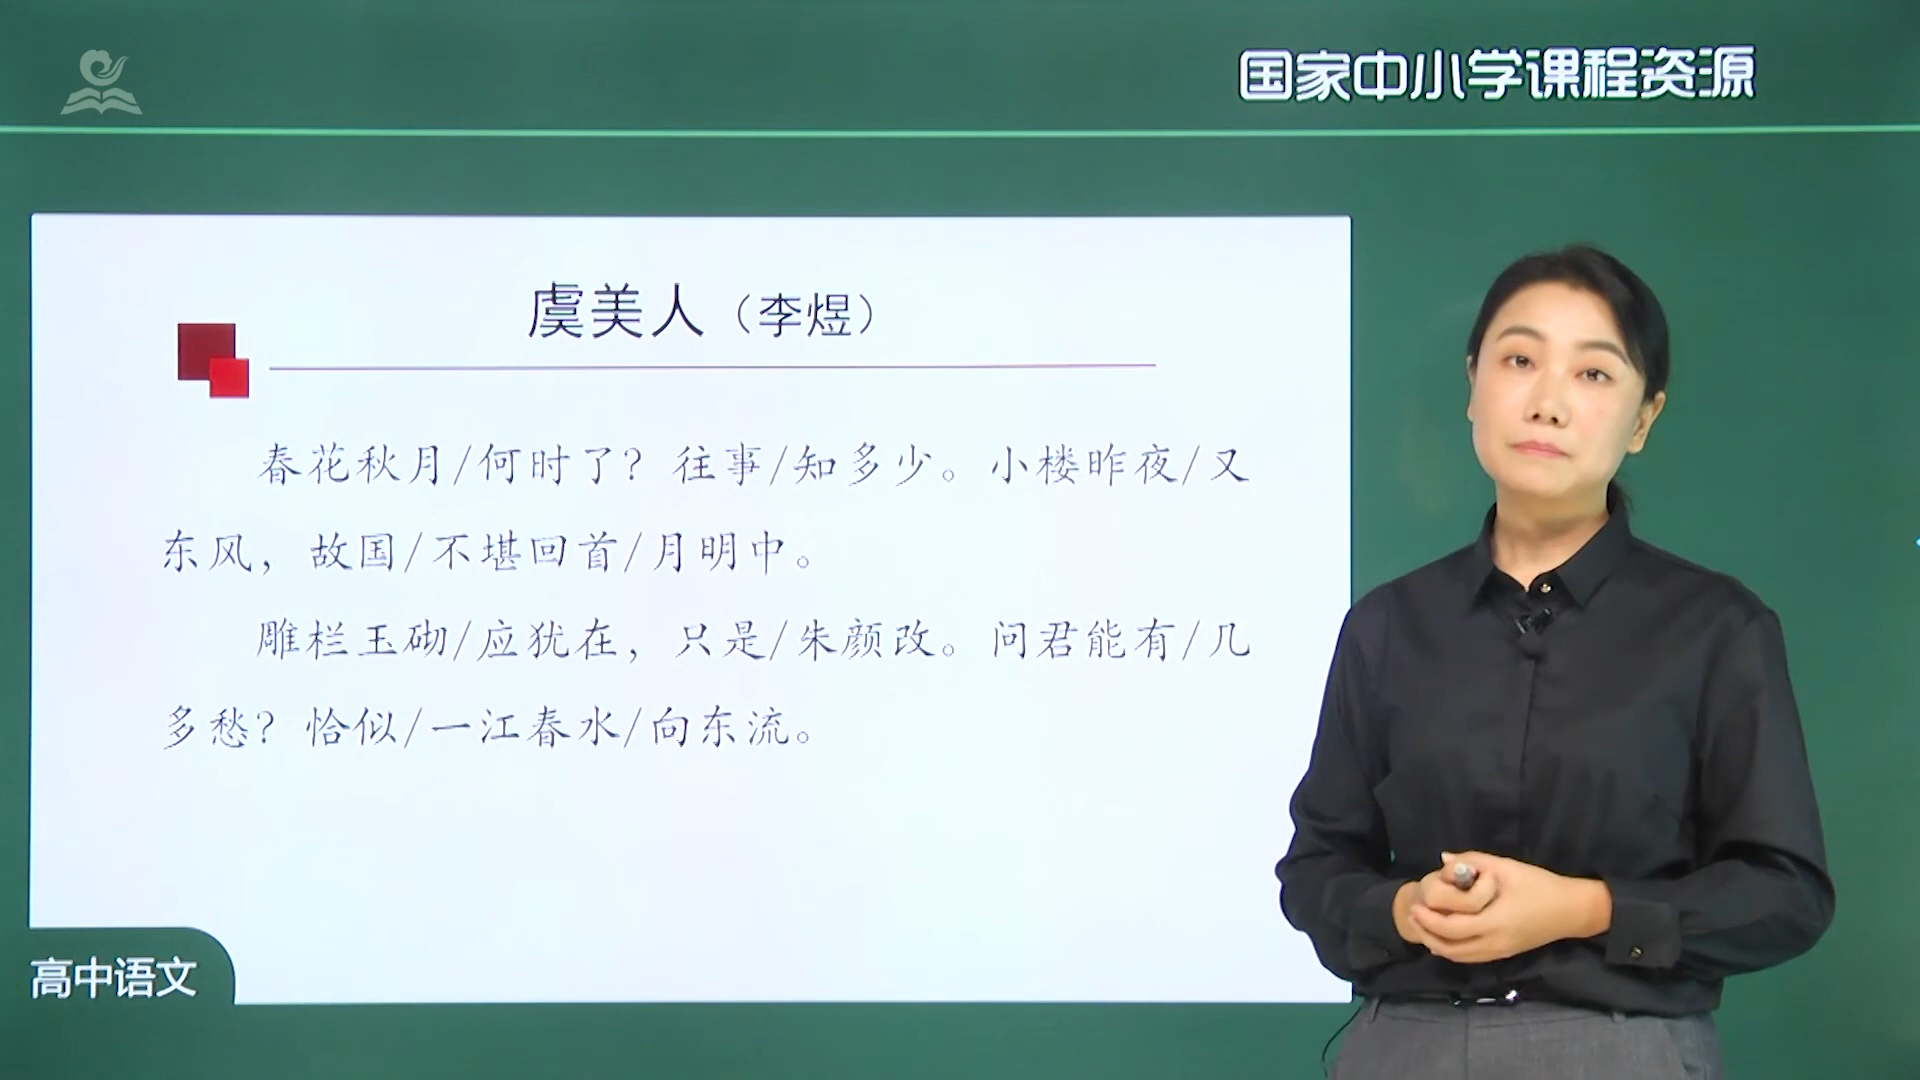 国家中小学课程资源
虞美人（李煜）
春花秋月/何时了？往事/知多少。小楼昨夜/又
东风，故国/不堪回首/月明中。
雕栏玉砌/应犹在，只是/朱颜改。问君能有/几
多愁？恰似/一江春水/向东流。
高中语文